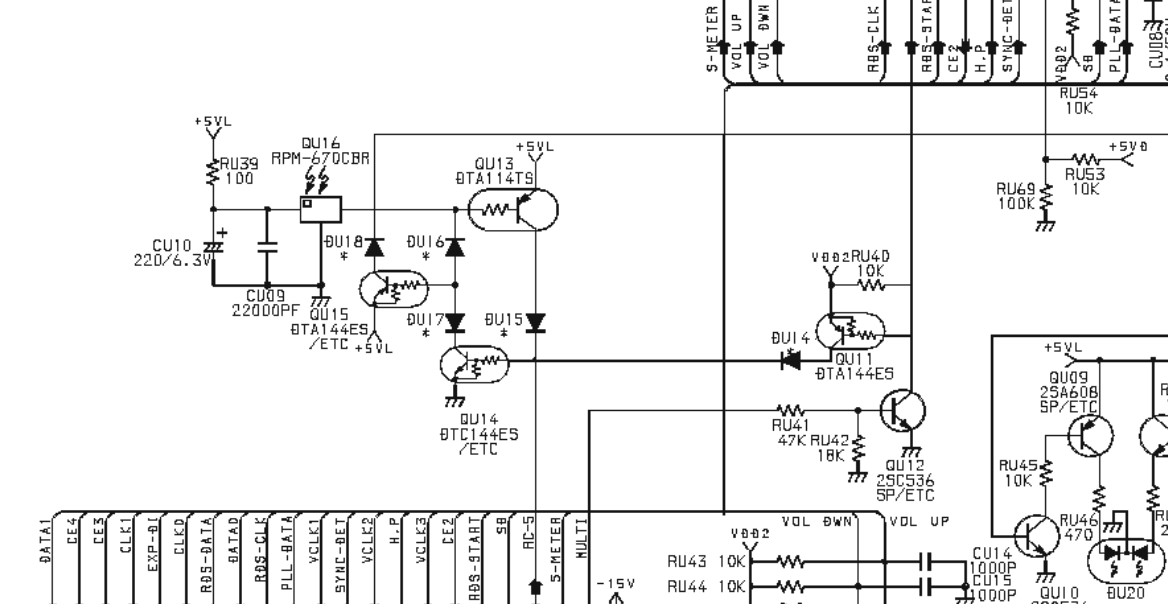 S-METER
VOL UP
VOL DWN
RDS-CLK
RDS-STAR
CE2
H.P
SYNC-DET
VDD2
SB
PLL-DATA
CU08
RU54
10K
+5VL
RU39
100
QU16
RPM-670CBR
QU13
DTA114TS
+5VL
+5VD
RU53
10K
RU69
100K
+
CU10
220/6.3V
CU09
22000PF
DU18
*
DU16
*
QU15
DTA144ES
/ETC
+5VL
DU17
*
DU15
*
QU14
DTC144ES
/ETC
VDD2
RU40
10K
DU14
*
QU11
DTA144ES
RU41
47K
RU42
18K
QU12
2SC536
SP/ETC
+5VL
QU09
2SA608
SP/ETC
RU45
10K
RU46
470
QU10
DU20
DATA1
CE4
CE3
CLK1
EXP-DI
CLKD
RDS-DATA
DATAD
RDS-CLK
PLL-DATA
VCLK1
SYNC-DET
VCLK2
H.P
VCLK3
CE2
RDS-START
SB
RC-5
S-METER
MULTI
VOL DWN
VOL UP
VDD2
RU43 10K
RU44 10K
-15V
CU14
1000P
CU15
1000P